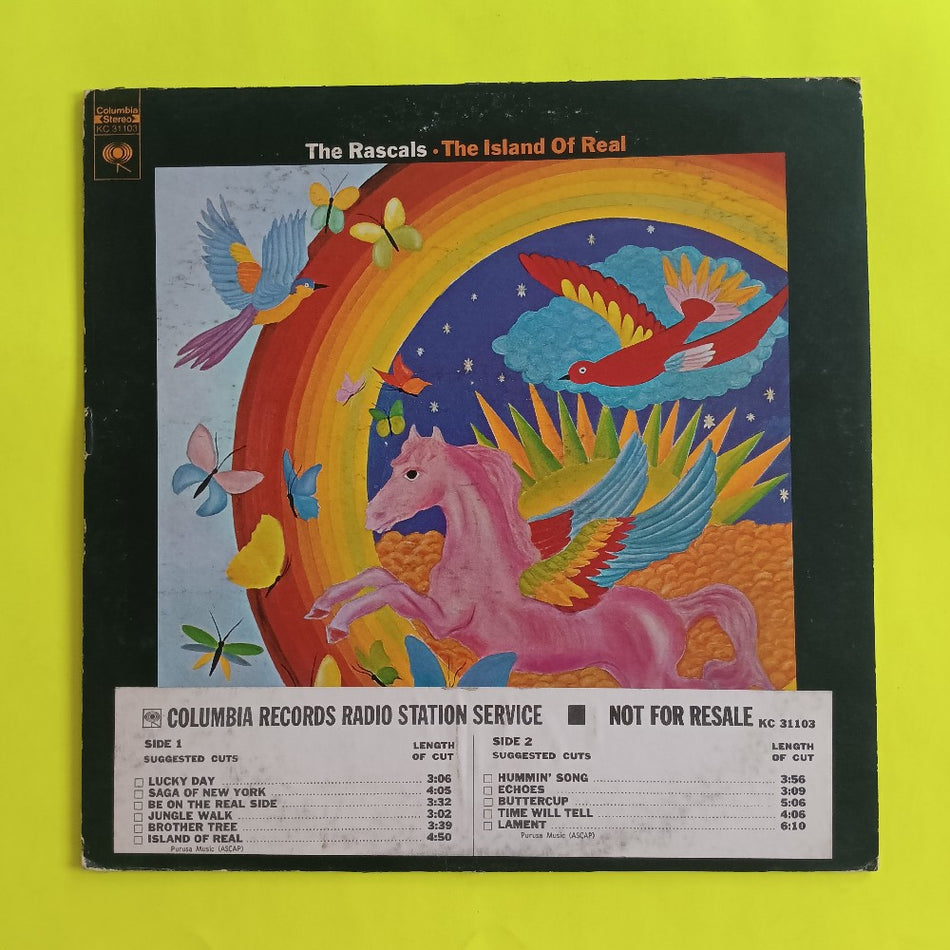 Columbia
Stereo
KC 31103
The Rascals • The Island Of Real
COLUMBIA RECORDS RADIO STATION SERVICE ■ NOT FOR RESALE KC 31103
SIDE 1
SUGGESTED CUTS LENGTH OF CUT
LUCKY DAY 3:06
SAGA OF NEW YORK 4:05
BE ON THE REAL SIDE 3:32
JUNGLE WALK 3:02
BROTHER TREE 3:39
ISLAND OF REAL 4:50
Purusa Music (ASCAP)
SIDE 2
SUGGESTED CUTS LENGTH OF CUT
HUMMIN' SONG 3:56
ECHOES 3:09
BUTTERCUP 5:06
TIME WILL TELL 4:06
LAMENT 6:10
Purusa Music (ASCAP)